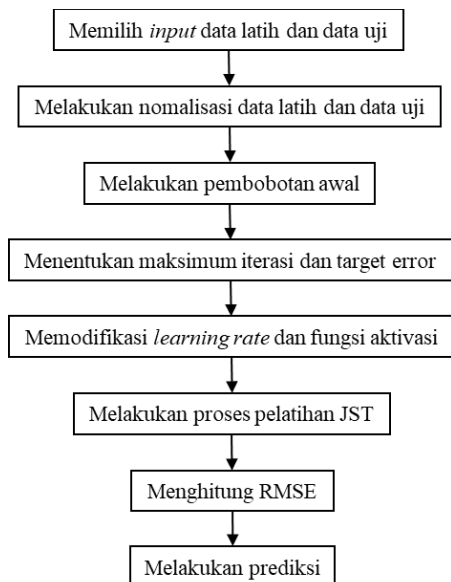 Memilih input data latih dan data uji
Melakukan nomalisasi data latih dan data uji
Melakukan pembobotan awal
Menentukan maksimum iterasi dan target error
Memodifikasi learning rate dan fungsi aktivasi
Melakukan proses pelatihan JST
Menghitung RMSE
Melakukan prediksi